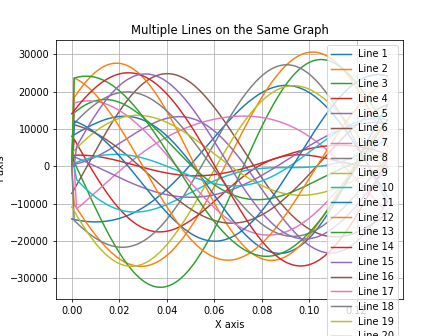 Multiple Lines on the Same Graph
30000
20000
10000
0
−10000
−20000
−30000
0.00 0.02 0.04 0.06 0.08 0.10
X axis
Line 1
Line 2
Line 3
Line 4
Line 5
Line 6
Line 7
Line 8
Line 9
Line 10
Line 11
Line 12
Line 13
Line 14
Line 15
Line 16
Line 17
Line 18
Line 19
Line 20